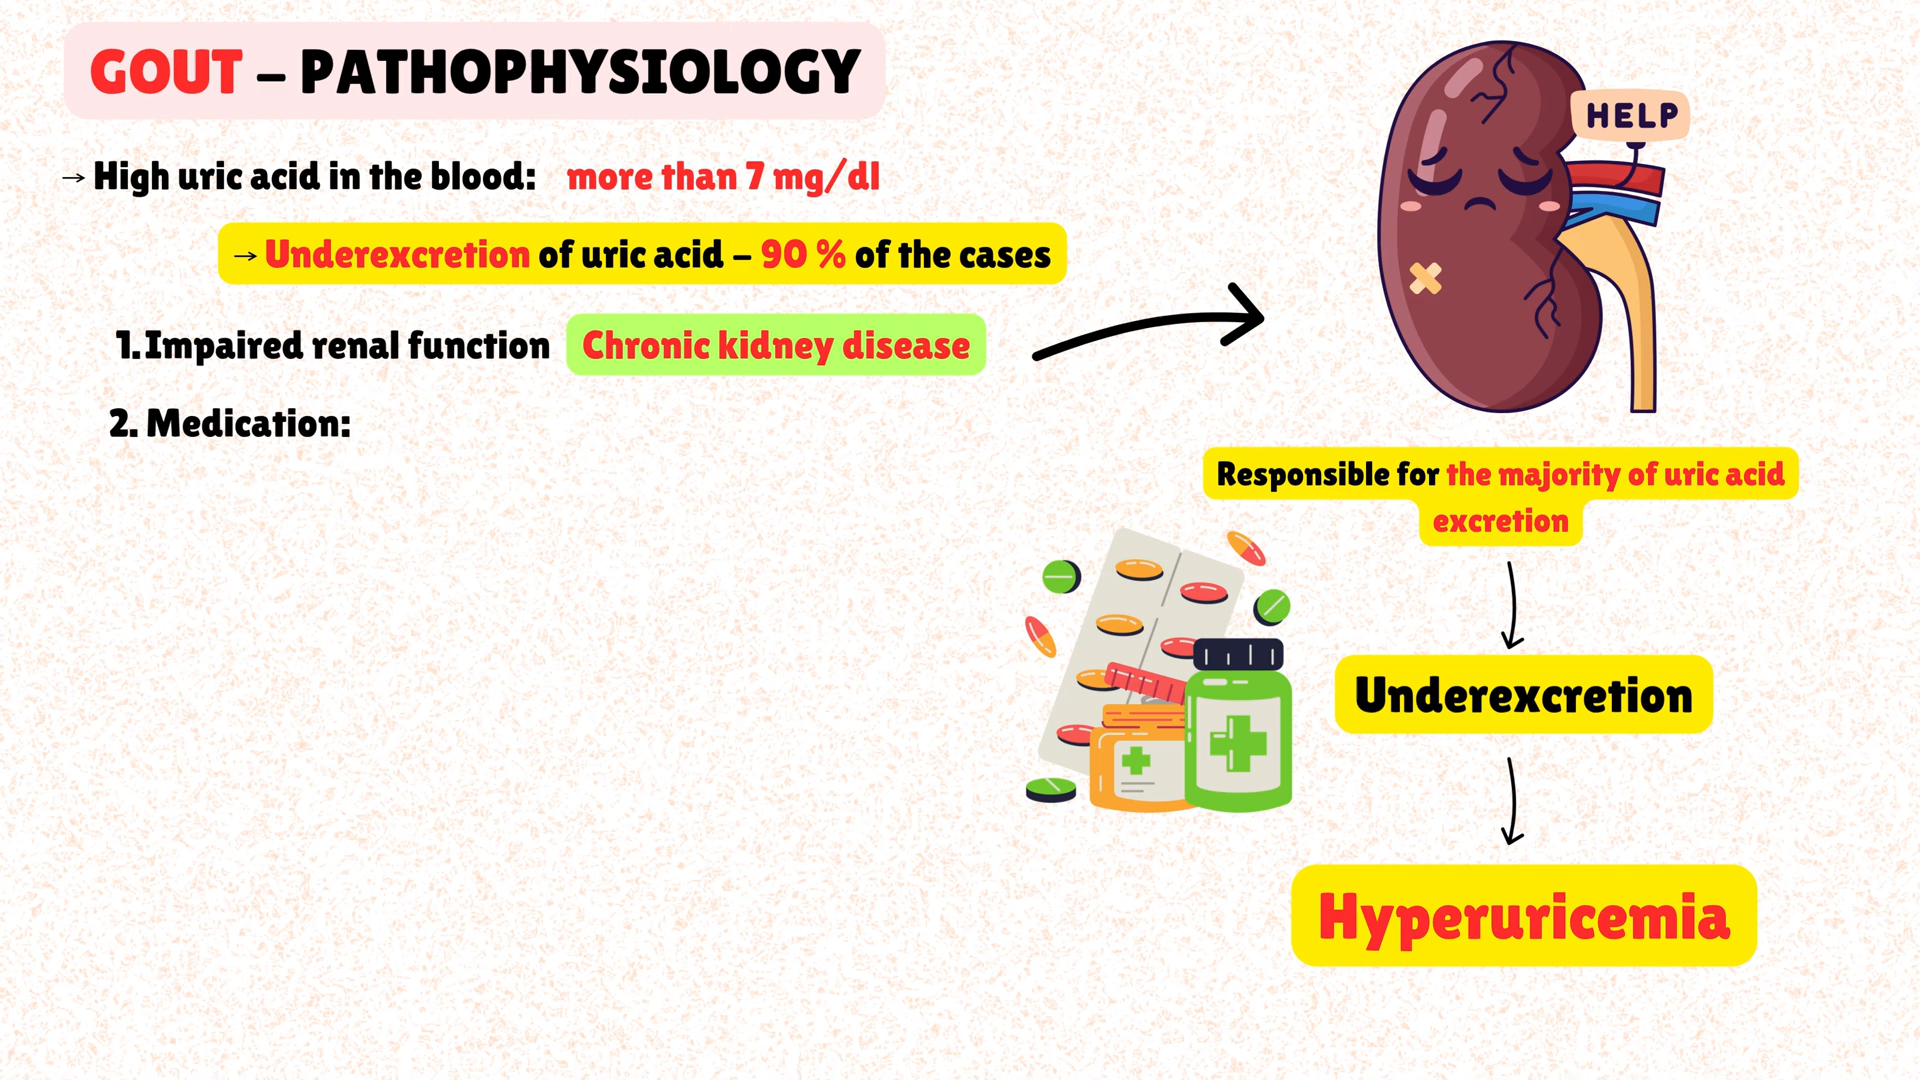 GOUT – PATHOPHYSIOLOGY
→ High uric acid in the blood: more than 7 mg/dl
→ Underexcretion of uric acid – 90 % of the cases
1. Impaired renal function Chronic kidney disease
2. Medication:
HELP
Responsible for the majority of uric acid
excretion
Underexcretion
Hyperuricemia